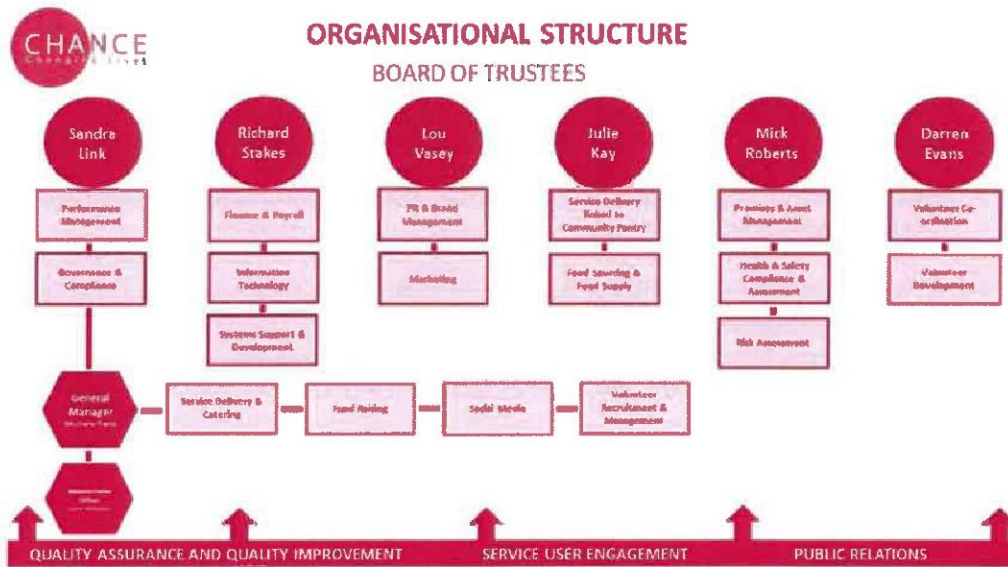 CHANCE
Changing Lives
ORGANISATIONAL STRUCTURE
BOARD OF TRUSTEES
Sandra
Link
Richard
Stakes
Lou
Vasey
Julie
Kay
Mick
Roberts
Darren
Evans
Performance
Management
Finance & Payroll
PR & Brand
Management
Service Delivery
linked to
Community Pantry
Premises & Asset
Management
Volunteer Co-
ordination
Governance &
Compliance
Information
Technology
Marketing
Food Sourcing &
Food Supply
Health & Safety
Compliance &
Assessment
Volunteer
Development
Systems Support &
Development
Risk Assessment
General
Manager
Service Delivery &
Catering
Fund Raising
Social Media
Volunteer
Recruitment &
Management
QUALITY ASSURANCE AND QUALITY IMPROVEMENT
SERVICE USER ENGAGEMENT
PUBLIC RELATIONS